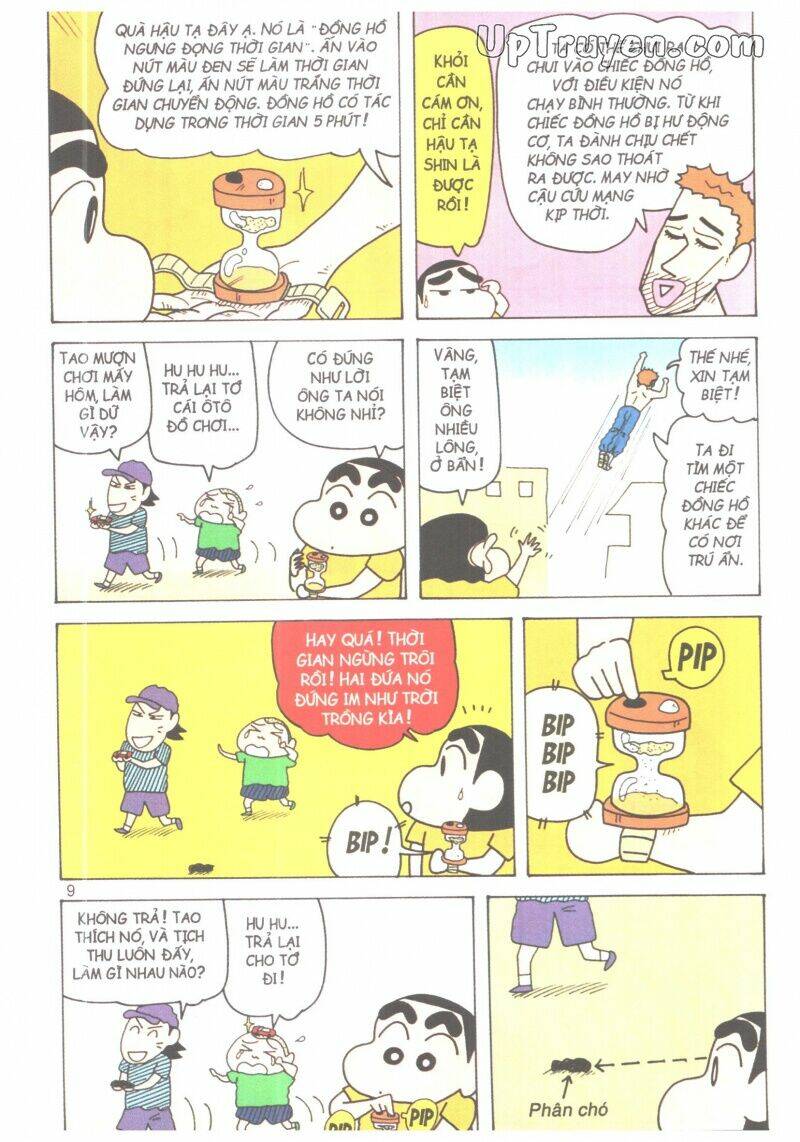 UpTruyen.com
TA CÓ THỂ CHUI RA
CHUI VÀO CHIẾC ĐỒNG HỒ,
VỚI ĐIỀU KIỆN NÓ
CHẠY BÌNH THƯỜNG. TỪ KHI
CHIẾC ĐỒNG HỒ BỊ HƯ ĐỘNG
CƠ, TA ĐÀNH CHỊU CHẾT
KHÔNG SAO THOÁT
RA ĐƯỢC. MAY NHỜ
CẬU CỨU MẠNG
KỊP THỜI.
KHỎI
CẦN
CÁM ƠN,
CHỈ CẦN
HẬU TẠ
SHIN LÀ
ĐƯỢC
RỒI!
QUÀ HẬU TẠ ĐÂY Ạ. NÓ LÀ "ĐỒNG HỒ
NGƯNG ĐỌNG THỜI GIAN". ẤN VÀO
NÚT MÀU ĐEN SẼ LÀM THỜI GIAN
ĐỨNG LẠI, ẤN NÚT MÀU TRẮNG THỜI
GIAN CHUYỂN ĐỘNG. ĐỒNG HỒ CÓ TÁC
DỤNG TRONG THỜI GIAN 5 PHÚT!
THẾ NHÉ,
XIN TẠM
BIỆT!
TA ĐI
TÌM MỘT
CHIẾC
ĐỒNG HỒ
KHÁC ĐỂ
CÓ NƠI
TRÚ ẨN.
VÂNG,
TẠM
BIỆT
ÔNG
NHIỀU
LÔNG,
Ở BẨN!
CÓ ĐÚNG
NHƯ LỜI
ÔNG TA NÓI
KHÔNG NHỈ?
HU HU HU...
TRẢ LẠI TỚ
CÁI ÔTÔ
ĐỒ CHƠI...
TAO MƯỢN
CHƠI MẤY
HÔM, LÀM
GÌ DỮ
VẬY?
PIP
BIP
BIP
BIP
HAY QUÁ! THỜI
GIAN NGỪNG TRÔI
RỒI! HAI ĐỨA NÓ
ĐỨNG IM NHƯ TRỜI
TRỒNG KÌA!
BIP!
9
Phân chó
HU HU...
TRẢ LẠI
CHO TỚ
ĐI!
KHÔNG TRẢ! TAO
THÍCH NÓ, VÀ TỊCH
THU LUÔN ĐẤY,
LÀM GÌ NHAU NÀO?
PIP
PIP